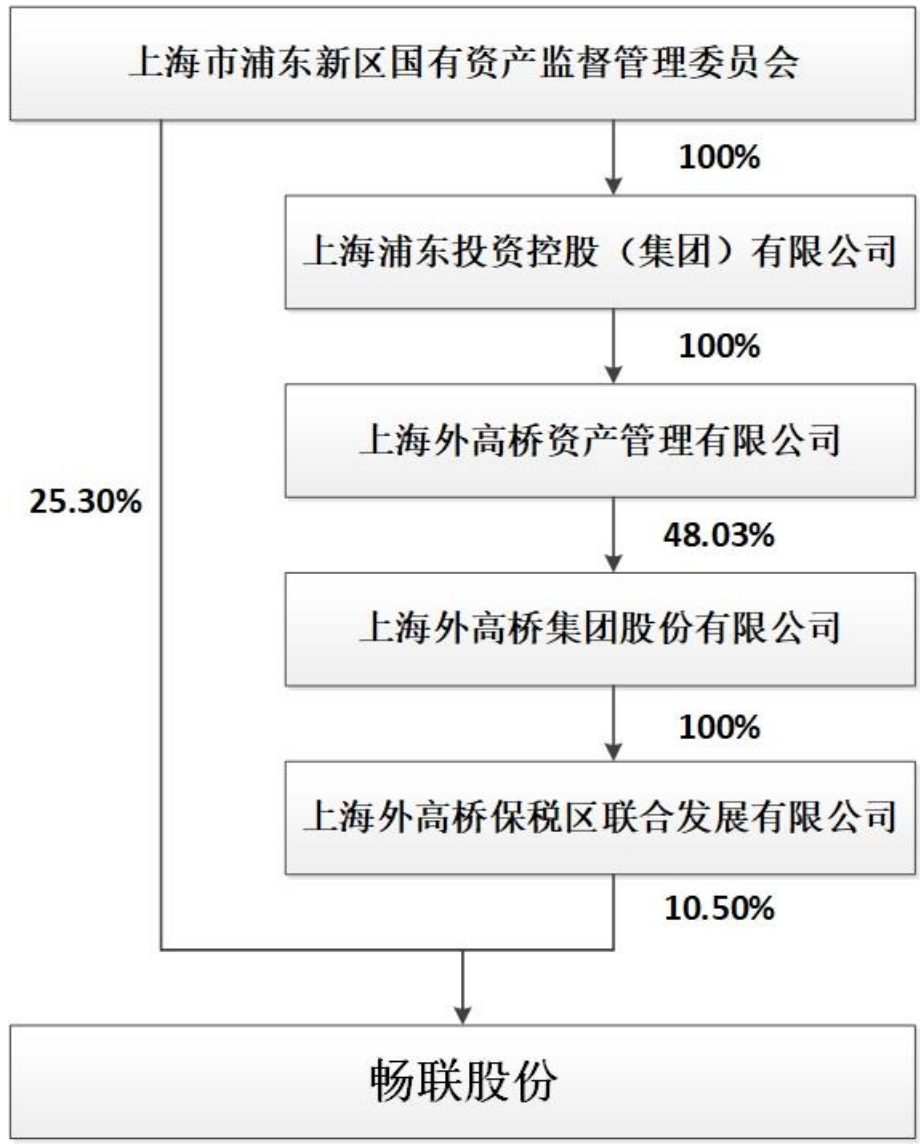 上海市浦东新区国有资产监督管理委员会
100%
上海浦东投资控股（集团）有限公司
100%
上海外高桥资产管理有限公司
25.30%
48.03%
上海外高桥集团股份有限公司
100%
上海外高桥保税区联合发展有限公司
10.50%
畅联股份